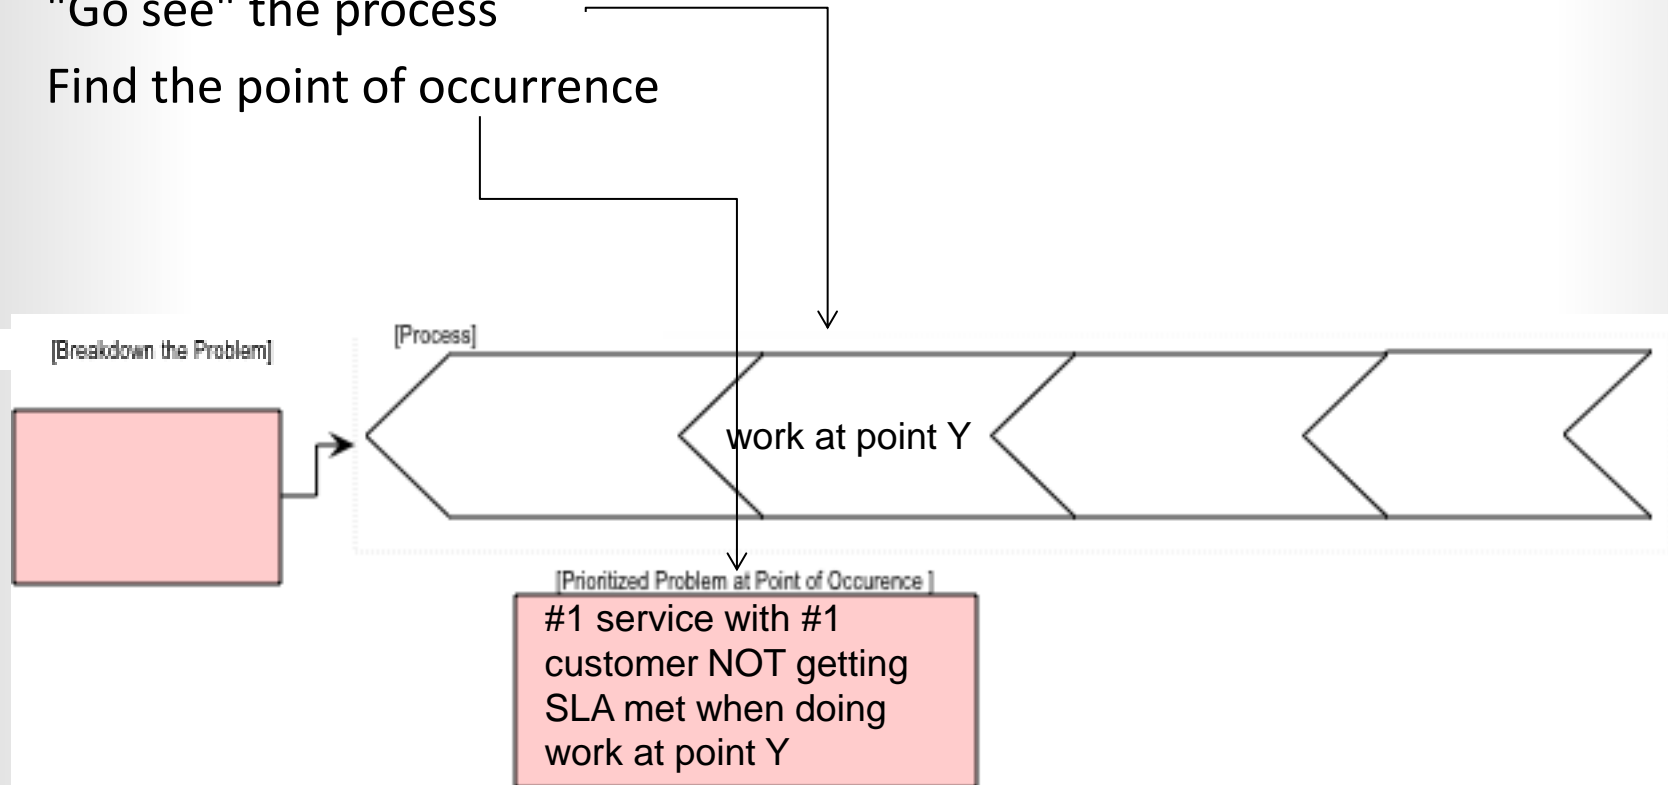 "Go see" the process
Find the point of occurrence
[Process]
[Breakdown the Problem]
work at point Y
[Prioritized Problem at Point of Occurence ]
#1 service with #1
customer NOT getting
SLA met when doing
work at point Y